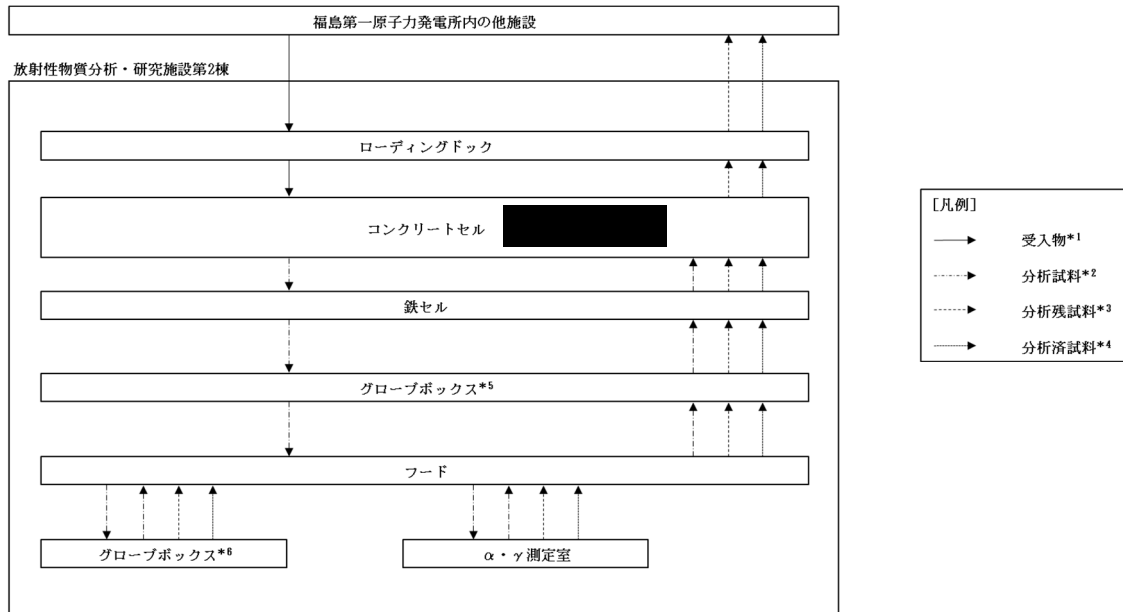 福島第一原子力発電所内の他施設
放射性物質分析・研究施設第2棟
ローディングドック
コンクリートセル
鉄セル
グローブボックス*5
フード
グローブボックス*6
α・γ測定室
[凡例]
受入物*1
分析試料*2
分析残試料*3
分析済試料*4